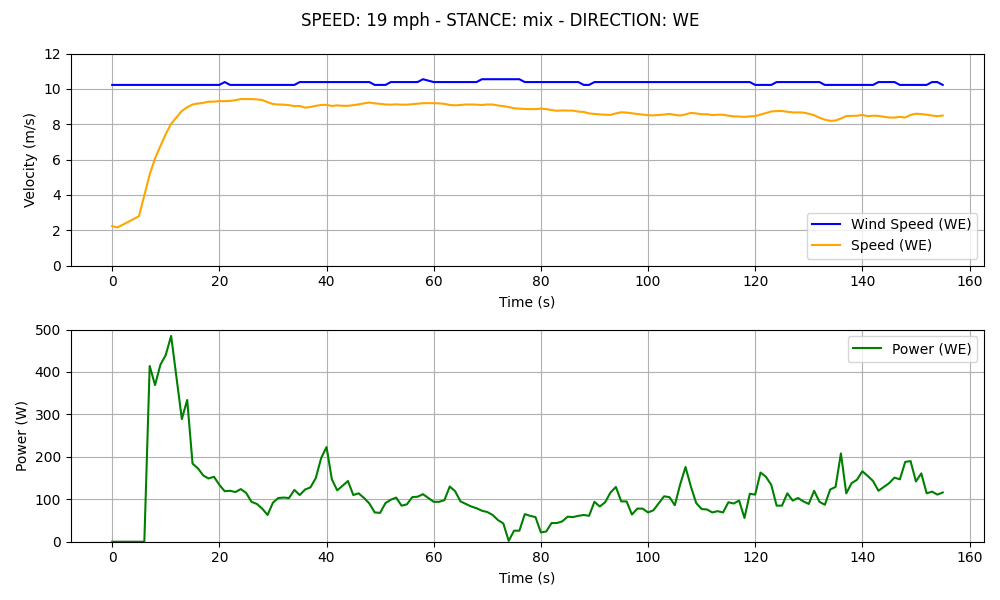 SPEED: 19 mph - STANCE: mix - DIRECTION: WE
12
10
8
6
4
2
0
Velocity (m/s)
Wind Speed (WE)
Speed (WE)
0 20 40 60 80 100 120 140 160
Time (s)
500
400
300
200
100
0
Power (W)
Power (WE)
0 20 40 60 80 100 120 140 160
Time (s)